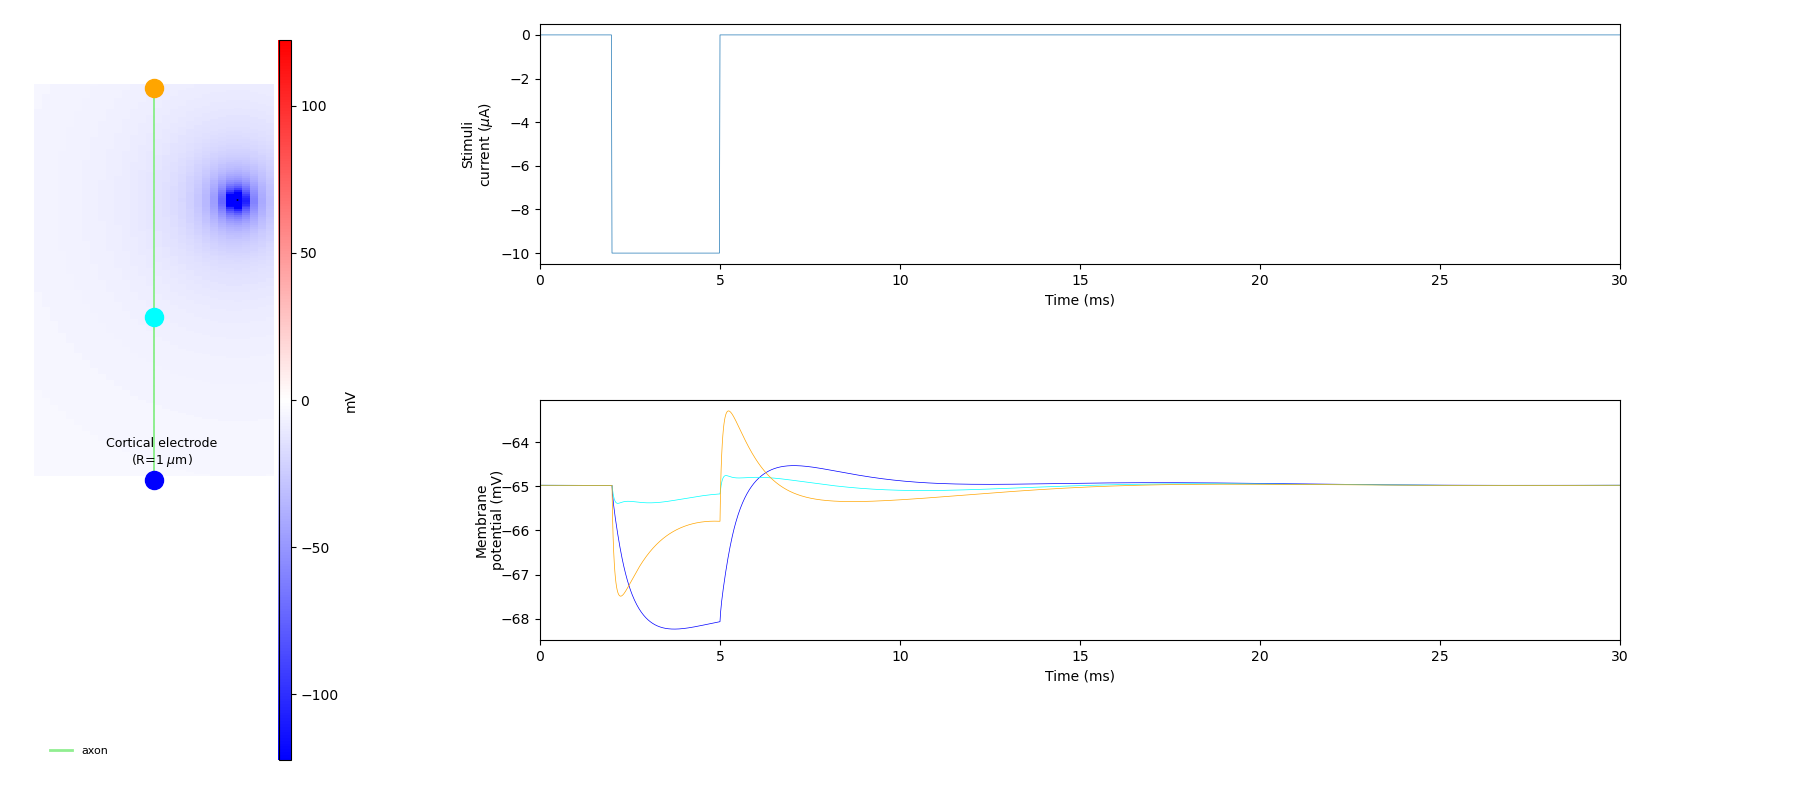 100
50
0
−50
−100
mV
Cortical electrode
(R=1 μm)
axon
0
−2
−4
−6
−8
−10
Stimuli
current (μA)
0 5 10 15 20 25 30
Time (ms)
−64
−65
−66
−67
−68
Membrane
potential (mV)
0 5 10 15 20 25 30
Time (ms)